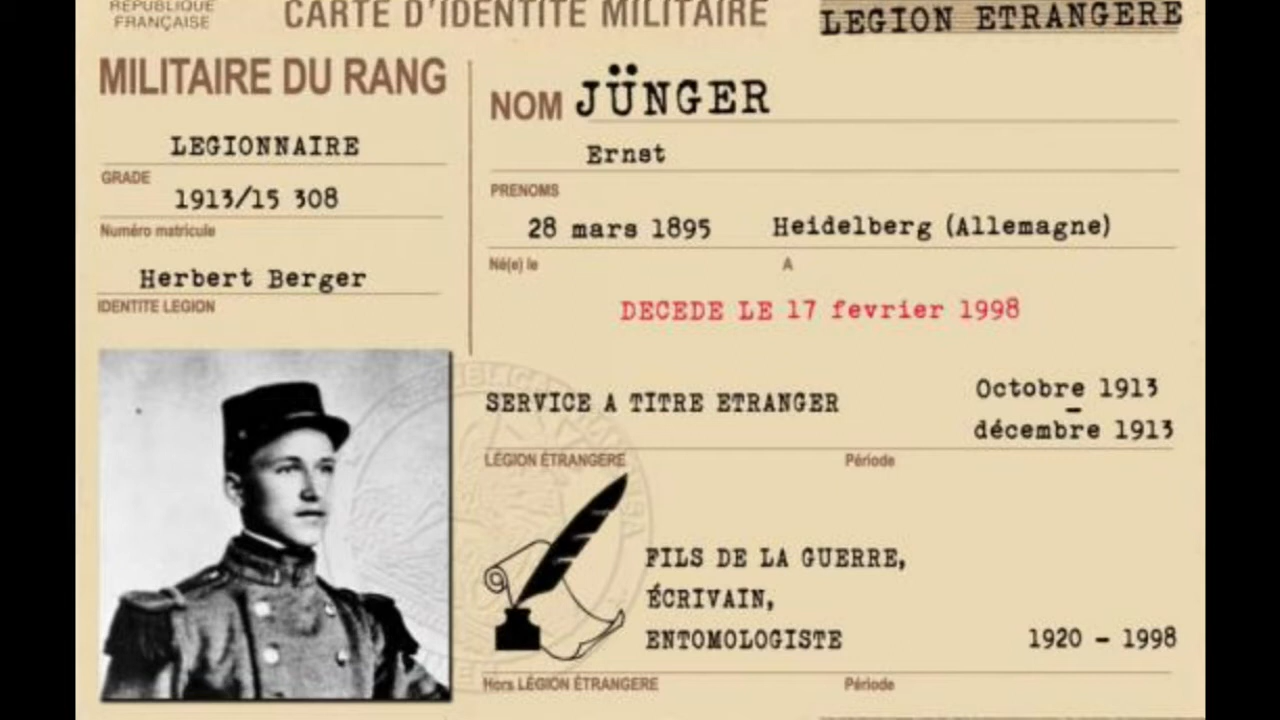 RÉPUBLIQUE
FRANÇAISE
CARTE D'IDENTITÉ MILITAIRE
LEGION ETRANGERE
MILITAIRE DU RANG
LEGIONNAIRE
GRADE
1913/15 308
Numéro matricule
Herbert Berger
IDENTITE LEGION
NOM JÜNGER
Ernst
PRENOMS
28 mars 1895 Heidelberg (Allemagne)
Né(e) le A
DECEDE LE 17 fevrier 1998
SERVICE A TITRE ETRANGER
Octobre 1913
–
décembre 1913
LÉGION ÉTRANGERE Période
FILS DE LA GUERRE,
ÉCRIVAIN,
ENTOMOLOGISTE 1920 – 1998
Hors LÉGION ÉTRANGERE Période